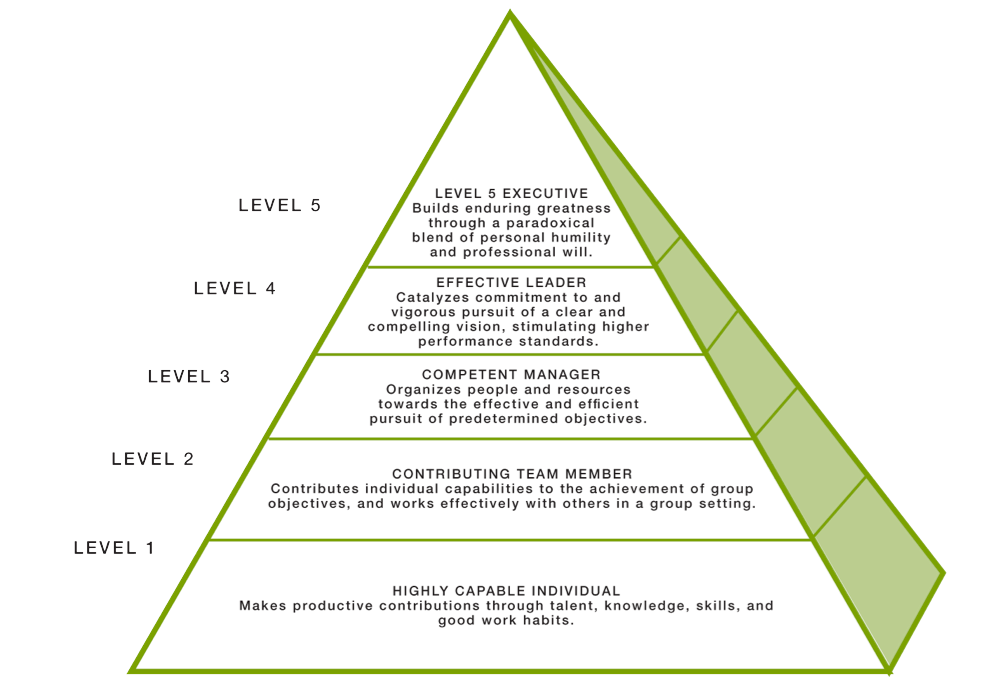 LEVEL 5
LEVEL 5 EXECUTIVE
Builds enduring greatness
through a paradoxical
blend of personal humility
and professional will.
LEVEL 4
EFFECTIVE LEADER
Catalyzes commitment to and
vigorous pursuit of a clear and
compelling vision, stimulating higher
performance standards.
LEVEL 3
COMPETENT MANAGER
Organizes people and resources
towards the effective and efficient
pursuit of predetermined objectives.
LEVEL 2
CONTRIBUTING TEAM MEMBER
Contributes individual capabilities to the achievement of group
objectives, and works effectively with others in a group setting.
LEVEL 1
HIGHLY CAPABLE INDIVIDUAL
Makes productive contributions through talent, knowledge, skills, and
good work habits.